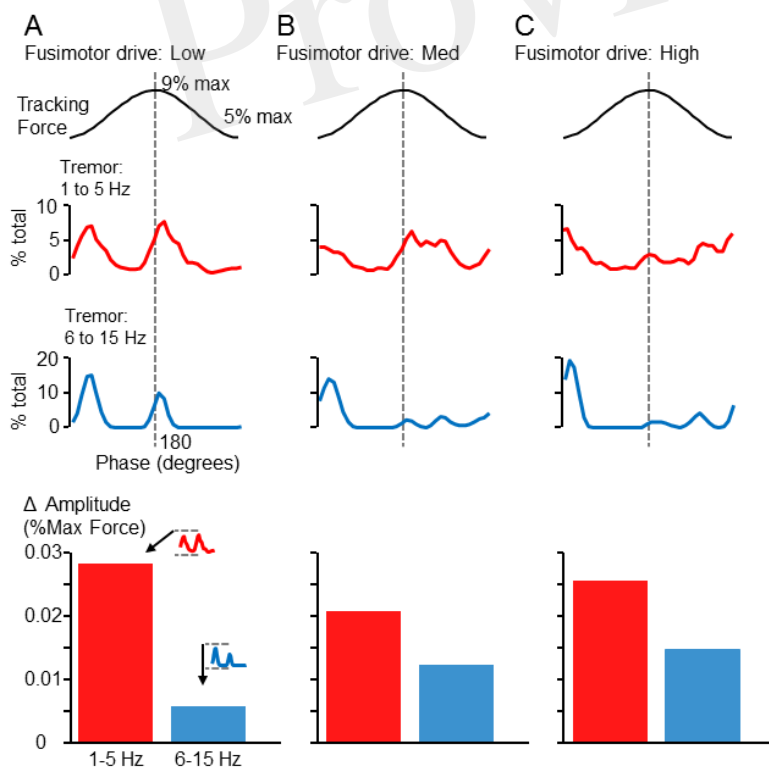 A
B
C
Fusimotor drive: Low
Fusimotor drive: Med
Fusimotor drive: High
9% max
Tracking
Force
5% max
Tremor:
1 to 5 Hz
% total
10
5
0
Tremor:
6 to 15 Hz
% total
20
10
0
180
Phase (degrees)
Δ Amplitude
(%Max Force)
0.03
0.02
0.01
0
1-5 Hz
6-15 Hz